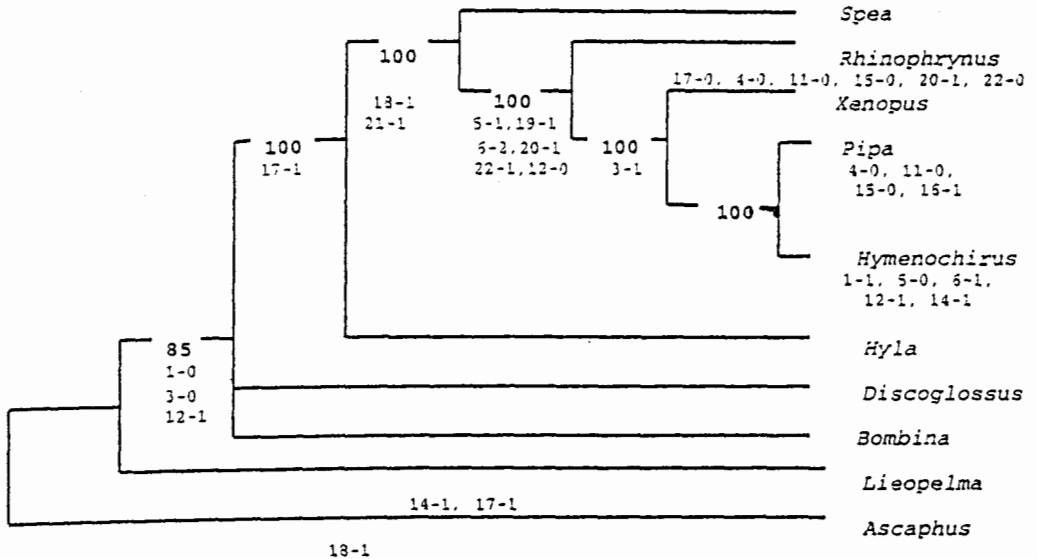 Spea
100
Rhinophrynus
17-0, 4-0, 11-0, 15-0, 20-1, 22-0
18-1
21-1
100
5-1,19-1
6-2,20-1
22-1,12-0
Xenopus
100
17-1
100
3-1
Pipa
4-0, 11-0,
15-0, 16-1
100
Hymenochirus
1-1, 5-0, 6-1,
12-1, 14-1
85
1-0
3-0
12-1
Hyla
Discoglossus
Bombina
Lieopelma
14-1, 17-1
Ascaphus
18-1